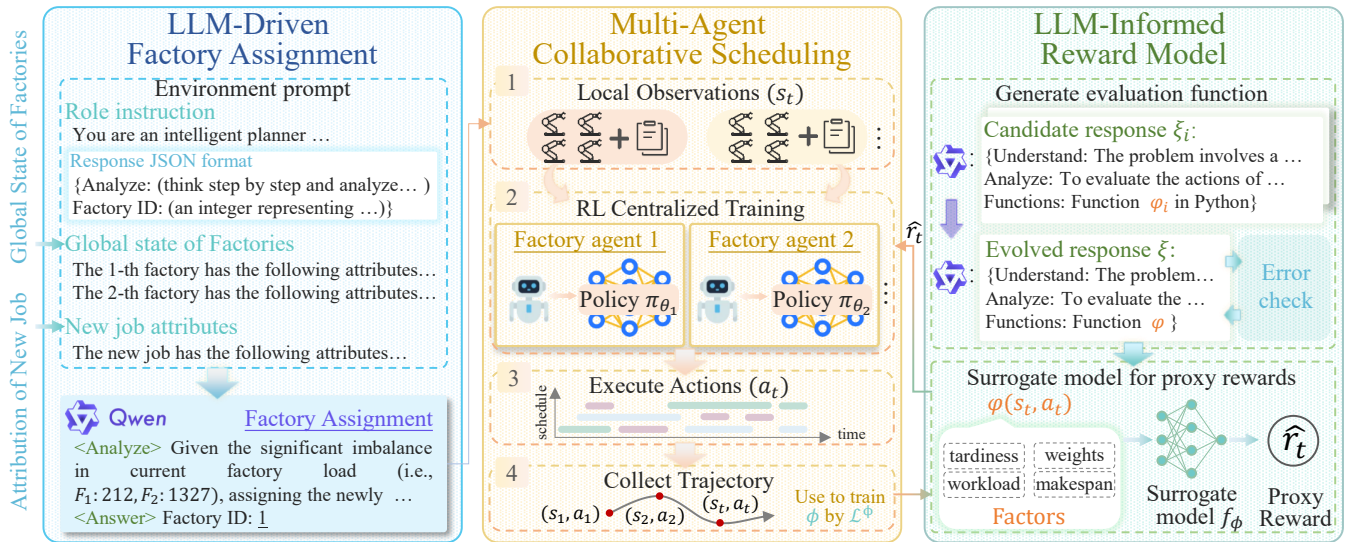 Global State of Factories
Attribution of New Job
LLM-Driven
Factory Assignment
Environment prompt
Role instruction
You are an intelligent planner …
Response JSON format
{Analyze: (think step by step and analyze… )
Factory ID: (an integer representing …)}
Global state of Factories
The 1-th factory has the following attributes…
The 2-th factory has the following attributes…
New job attributes
The new job has the following attributes…
Qwen
Factory Assignment
<Analyze> Given the significant imbalance
in current factory load (i.e.,
F₁: 212, F₂: 1327), assigning the newly …
<Answer> Factory ID: 1
Multi-Agent
Collaborative Scheduling
1
Local Observations (sₜ)
+
+
⋮
2
RL Centralized Training
Factory agent 1
Factory agent 2
Policy π_θ₁
Policy π_θ₂
⋮
3
Execute Actions (aₜ)
schedule
time
4
Collect Trajectory
(s₁, a₁)
(s₂, a₂)
(sₜ, aₜ)
Use to train
ϕ by ℒ^ϕ
r̂ₜ
LLM-Informed
Reward Model
Generate evaluation function
Candidate response ξᵢ:
:
{Understand: The problem involves a …
Analyze: To evaluate the actions of …
Functions: Function φᵢ in Python}
Evolved response ξ:
:
{Understand: The problem…
Analyze: To evaluate the …
Functions: Function φ }
Error
check
Surrogate model for proxy rewards
φ(sₜ, aₜ)
tardiness
weights
workload
makespan
Factors
Surrogate
model f_ϕ
r̂ₜ
Proxy
Reward